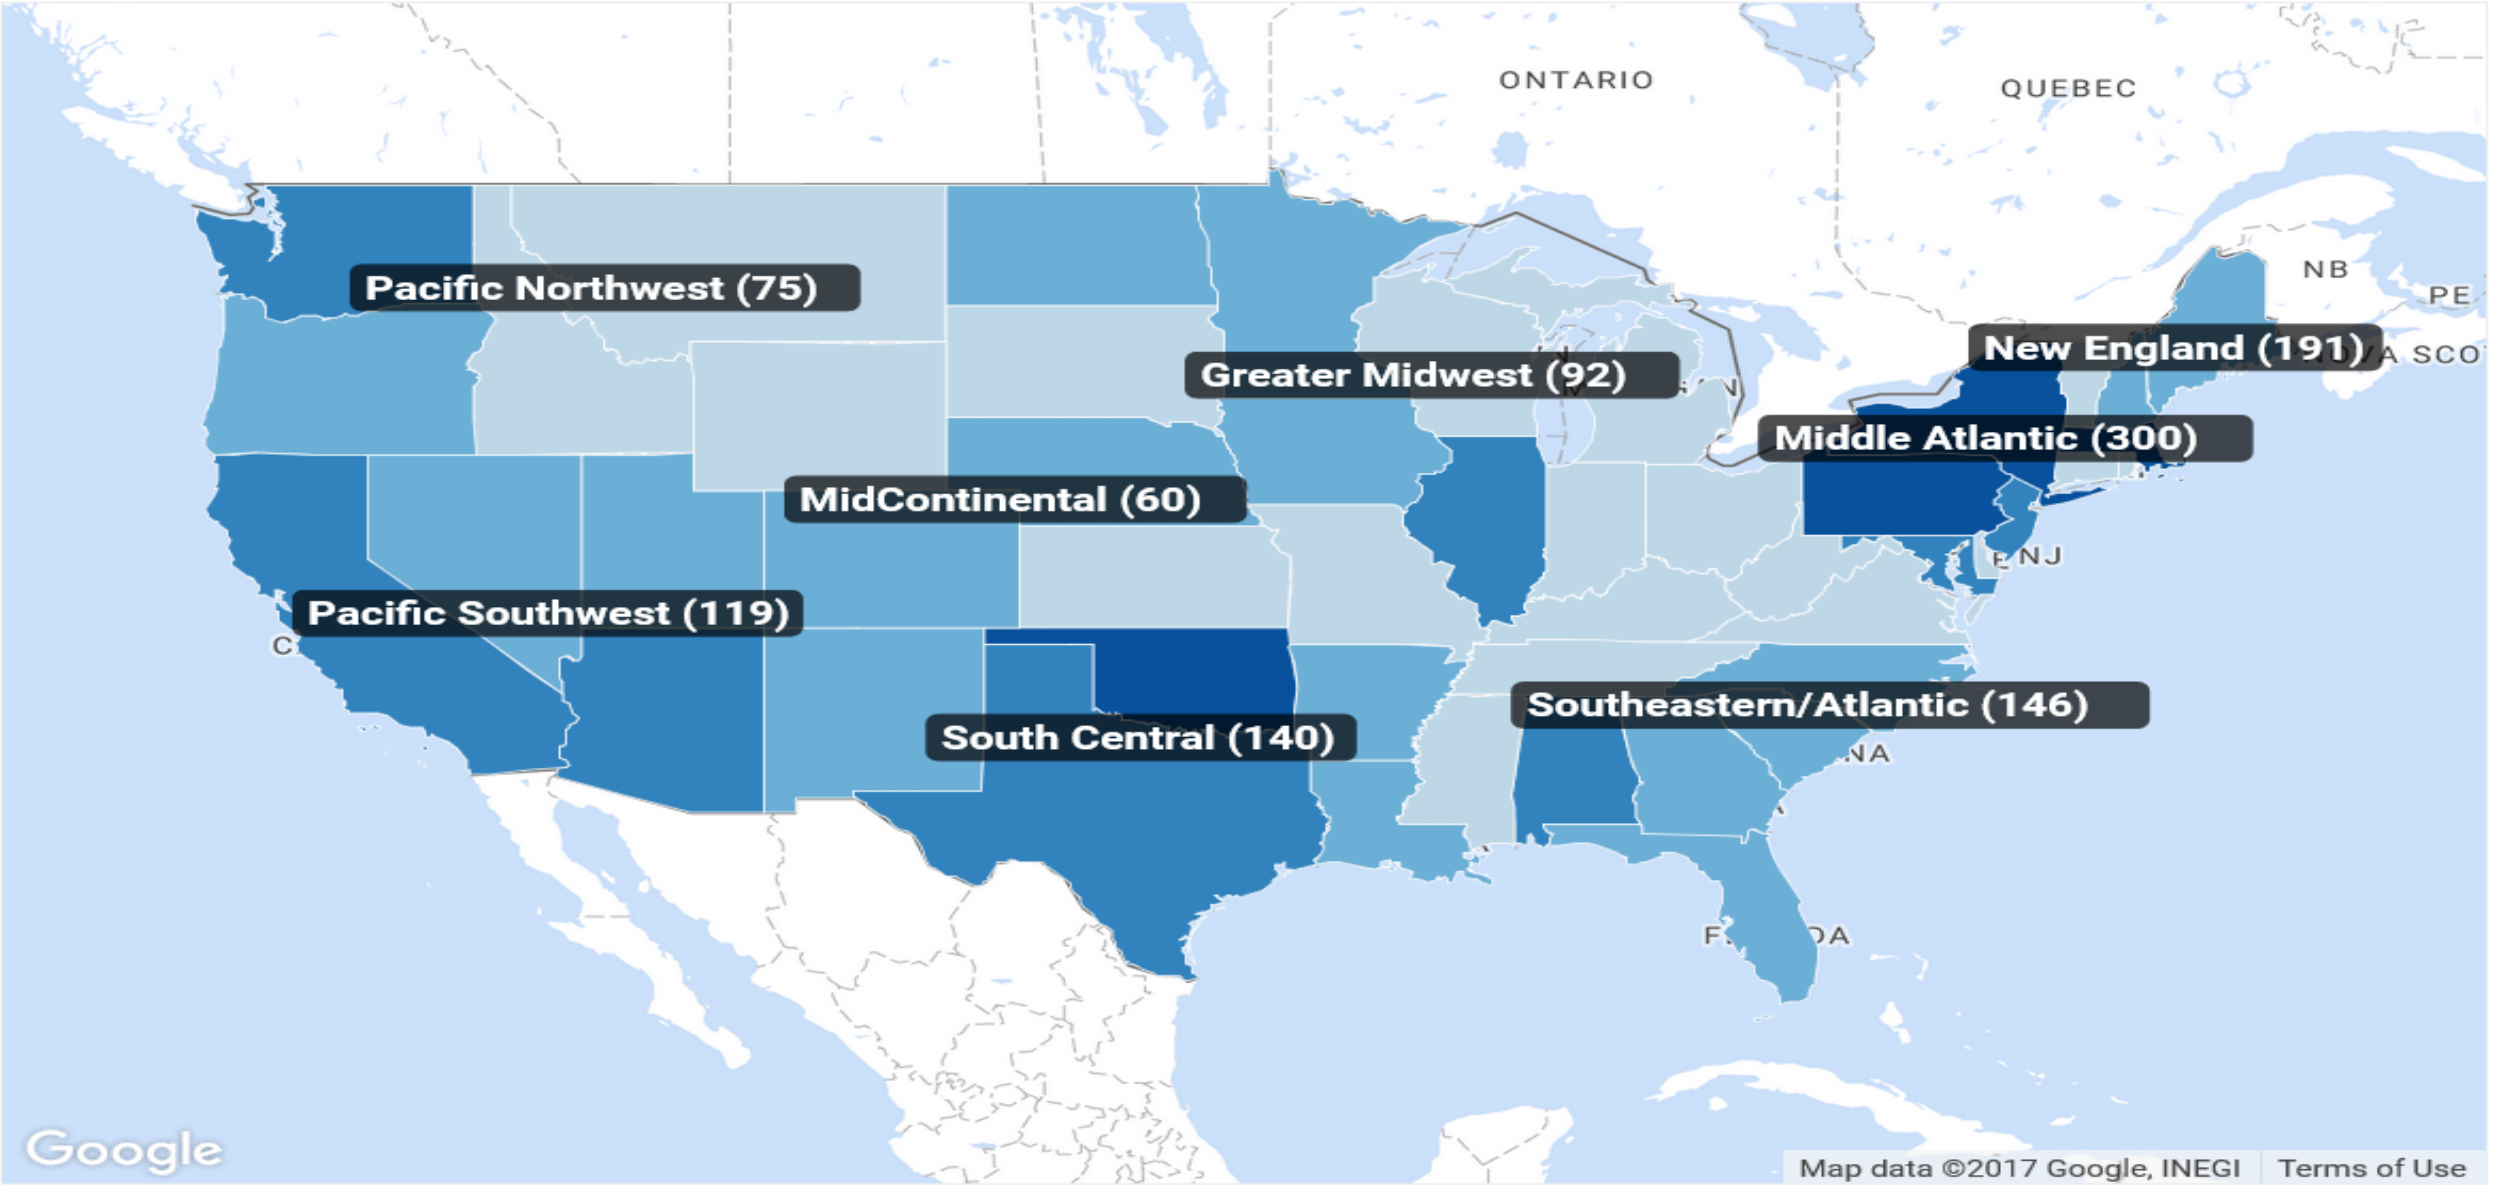 ONTARIO
QUEBEC
NB
PE
Pacific Northwest (75)
New England (191)
Greater Midwest (92)
Middle Atlantic (300)
MidContinental (60)
NJ
Pacific Southwest (119)
Southeastern/Atlantic (146)
South Central (140)
Google
Map data ©2017 Google, INEGI
Terms of Use